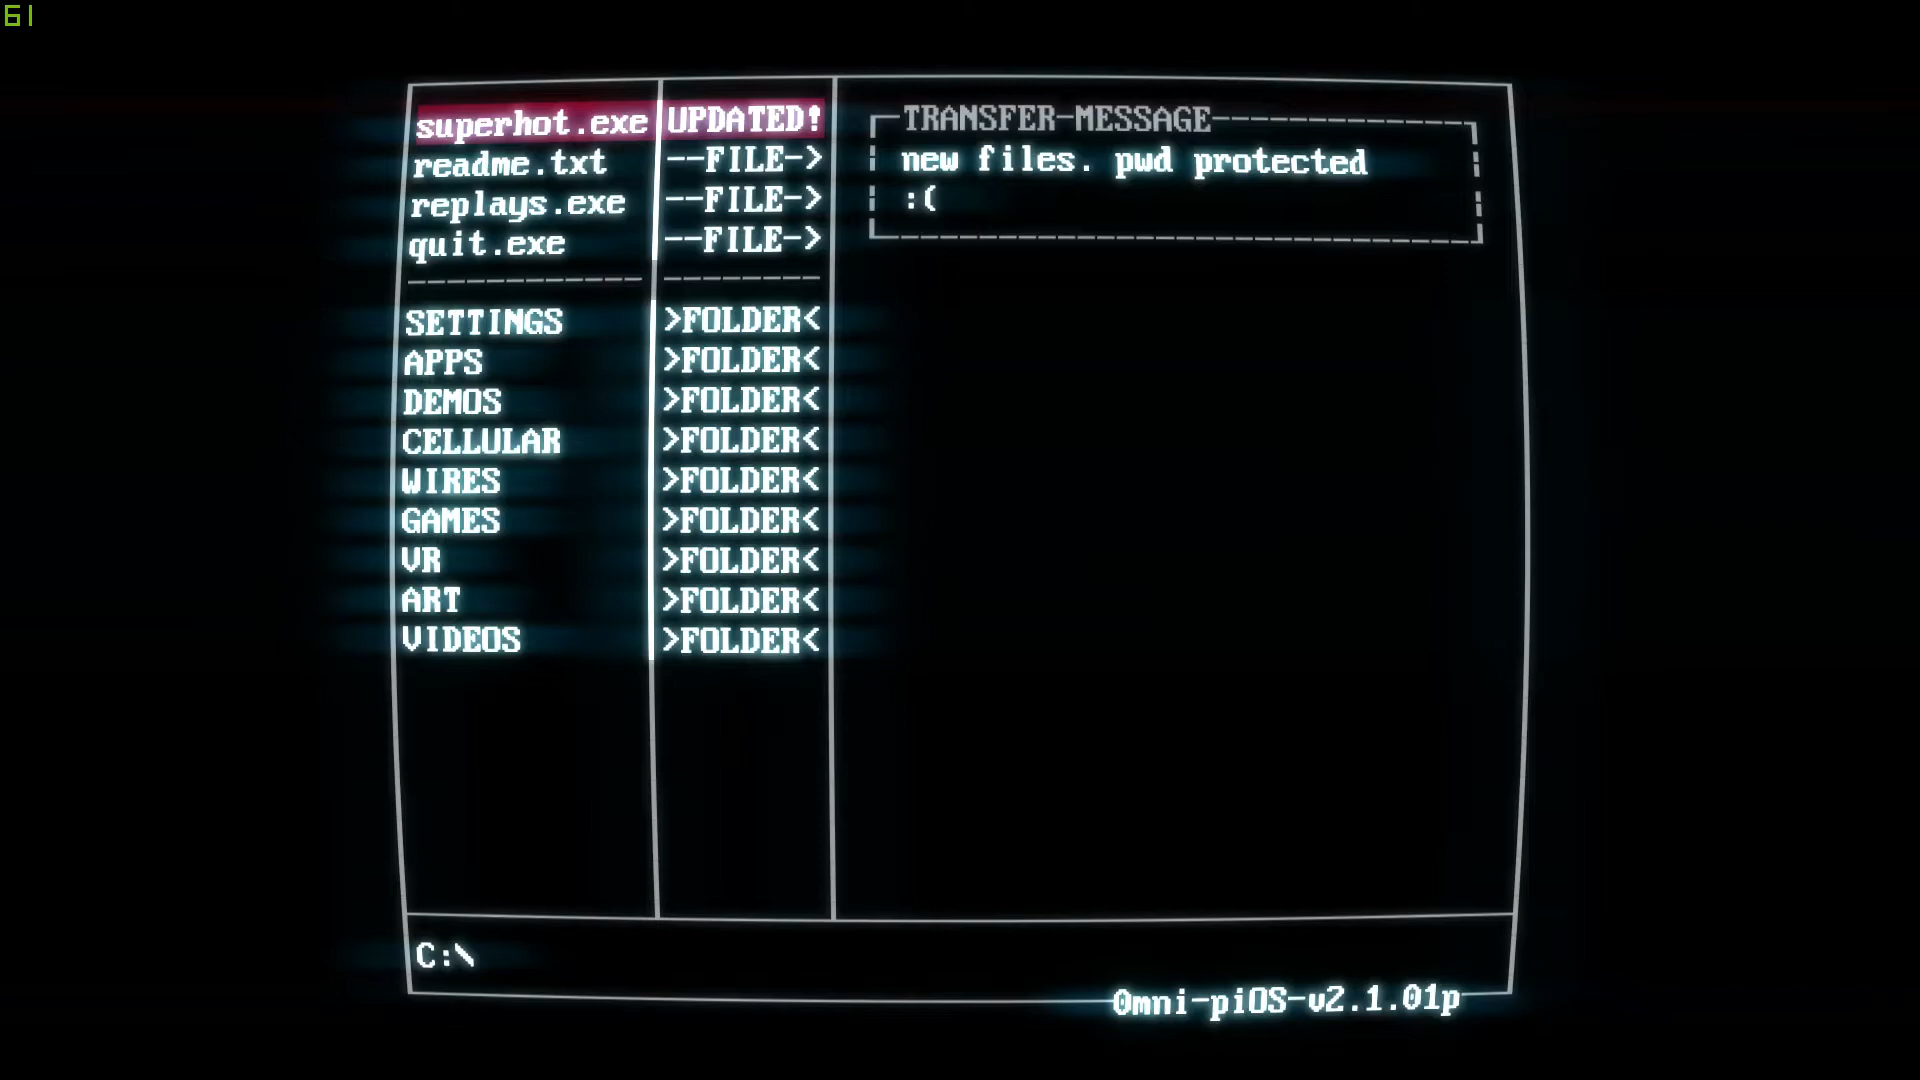 61
superhot.exe UPDATED!
readme.txt --FILE->
replays.exe --FILE->
quit.exe --FILE->
SETTINGS >FOLDER<
APPS >FOLDER<
DEMOS >FOLDER<
CELLULAR >FOLDER<
WIRES >FOLDER<
GAMES >FOLDER<
VR >FOLDER<
ART >FOLDER<
VIDEOS >FOLDER<
TRANSFER-MESSAGE
new files. pwd protected
:(
C:\
0mni-piOS-v2.1.01p